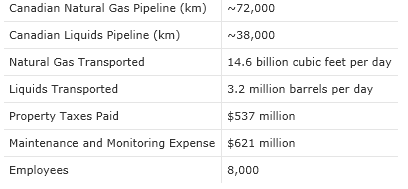 Canadian Natural Gas Pipeline (km) ~72,000
Canadian Liquids Pipeline (km) ~38,000
Natural Gas Transported 14.6 billion cubic feet per day
Liquids Transported 3.2 million barrels per day
Property Taxes Paid $537 million
Maintenance and Monitoring Expense $621 million
Employees 8,000